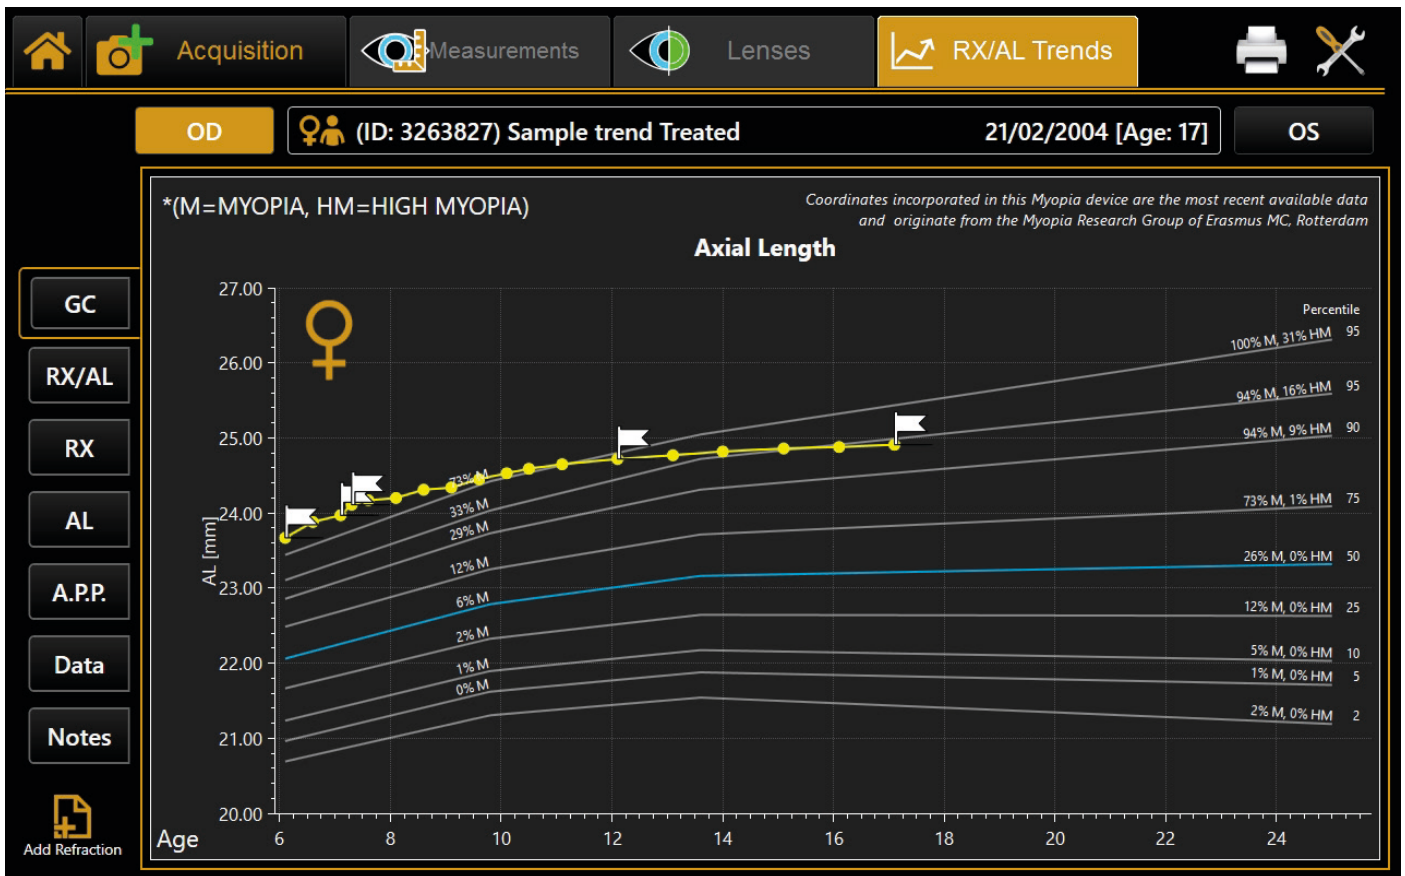 Acquisition
Measurements
Lenses
RX/AL Trends
OD
(ID: 3263827) Sample trend Treated
21/02/2004 [Age: 17]
OS
*(M=MYOPIA, HM=HIGH MYOPIA)
Coordinates incorporated in this Myopia device are the most recent available data
and originate from the Myopia Research Group of Erasmus MC, Rotterdam
Axial Length
GC
RX/AL
RX
AL
A.P.P.
Data
Notes
Add Refraction
AL [mm]
27.00
26.00
25.00
24.00
23.00
22.00
21.00
20.00
Percentile
100% M, 31% HM 95
94% M, 16% HM 95
94% M, 9% HM 90
73% M, 1% HM 75
26% M, 0% HM 50
12% M, 0% HM 25
5% M, 0% HM 10
1% M, 0% HM 5
2% M, 0% HM 2
73% M
33% M
29% M
12% M
6% M
2% M
1% M
0% M
Age
6 8 10 12 14 16 18 20 22 24